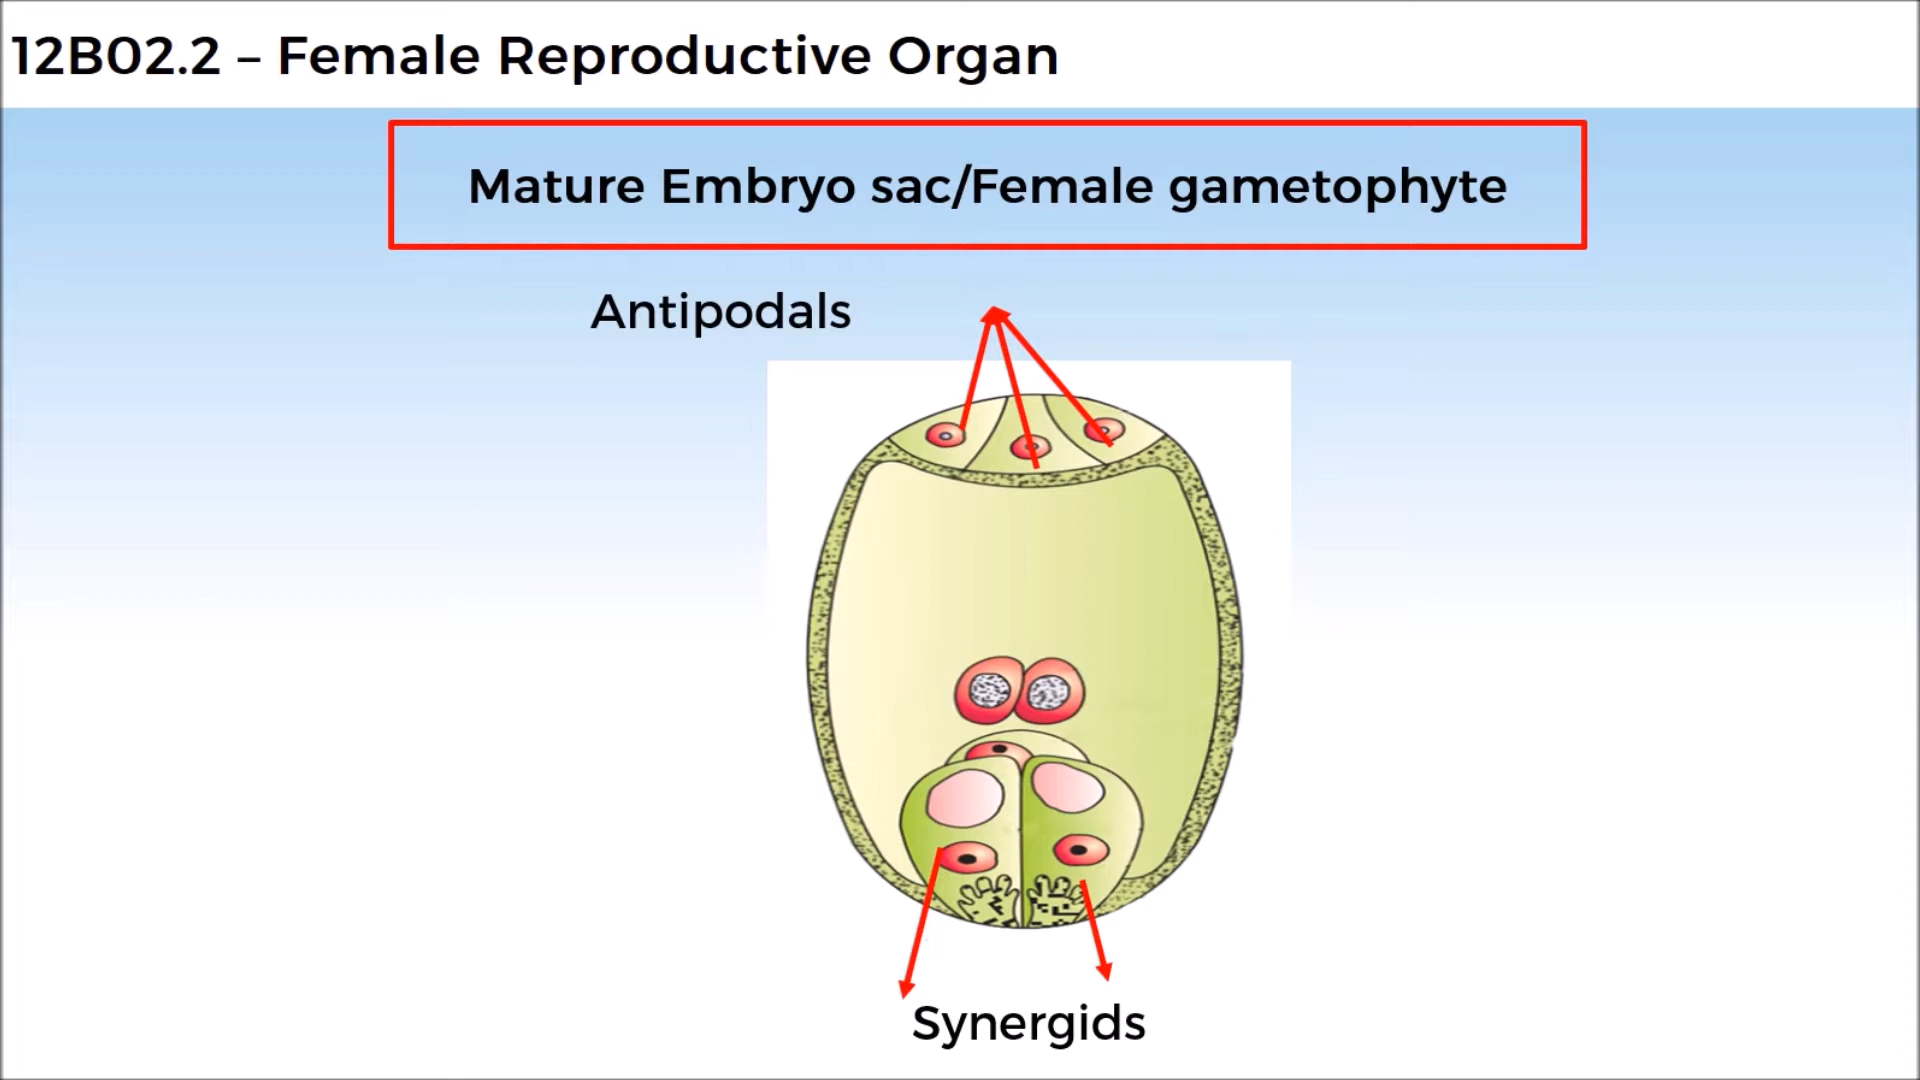 12B02.2 – Female Reproductive Organ
Mature Embryo sac/Female gametophyte
Antipodals
Synergids